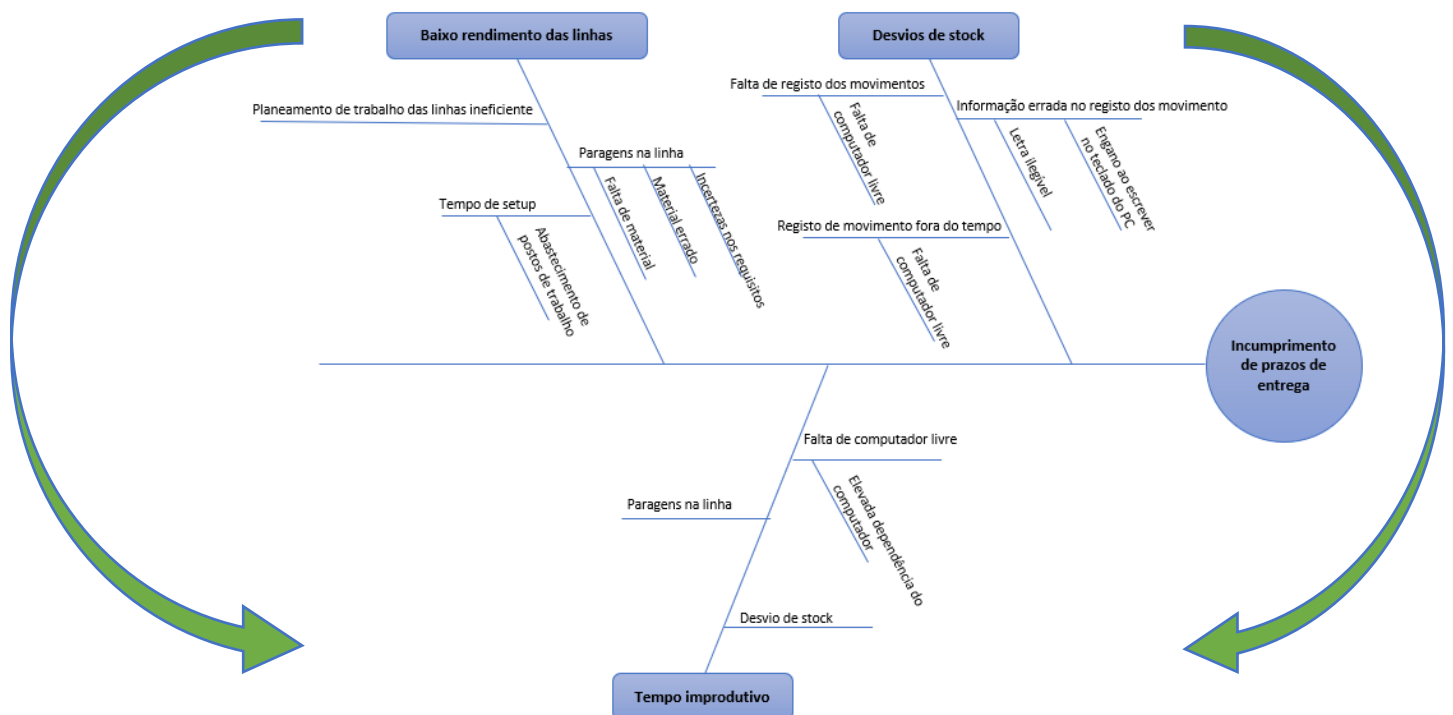 Baixo rendimento das linhas
Desvios de stock
Planeamento de trabalho das linhas ineficiente
Paragens na linha
Falta de material
Material errado
Incertezas nos requisitos
Tempo de setup
Abastecimento de
postos de trabalho
Falta de registo dos movimentos
Falta de
computador livre
Informação errada no registo dos movimento
Letra ilegível
Engano ao escrever
no teclado do PC
Registo de movimento fora do tempo
Falta de
computador livre
Incumprimento
de prazos de
entrega
Falta de computador livre
Elevada dependência do
computador
Paragens na linha
Desvio de stock
Tempo improdutivo